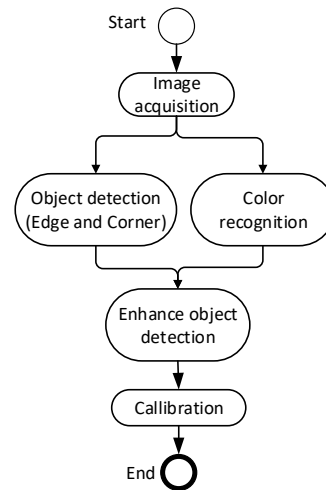 Start
Image
acquisition
Object detection
(Edge and Corner)
Color
recognition
Enhance object
detection
Callibration
End